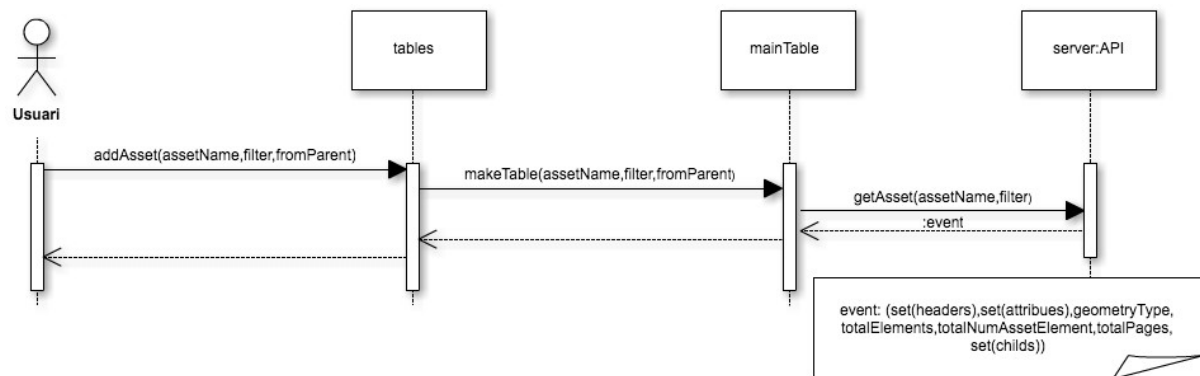 tables
mainTable
server:API
Usuari
addAsset(assetName,filter,fromParent)
makeTable(assetName,filter,fromParent)
getAsset(assetName,filter)
:event
event: (set(headers),set(attribues),geometryType,
totalElements,totalNumAssetElement,totalPages,
set(childs))